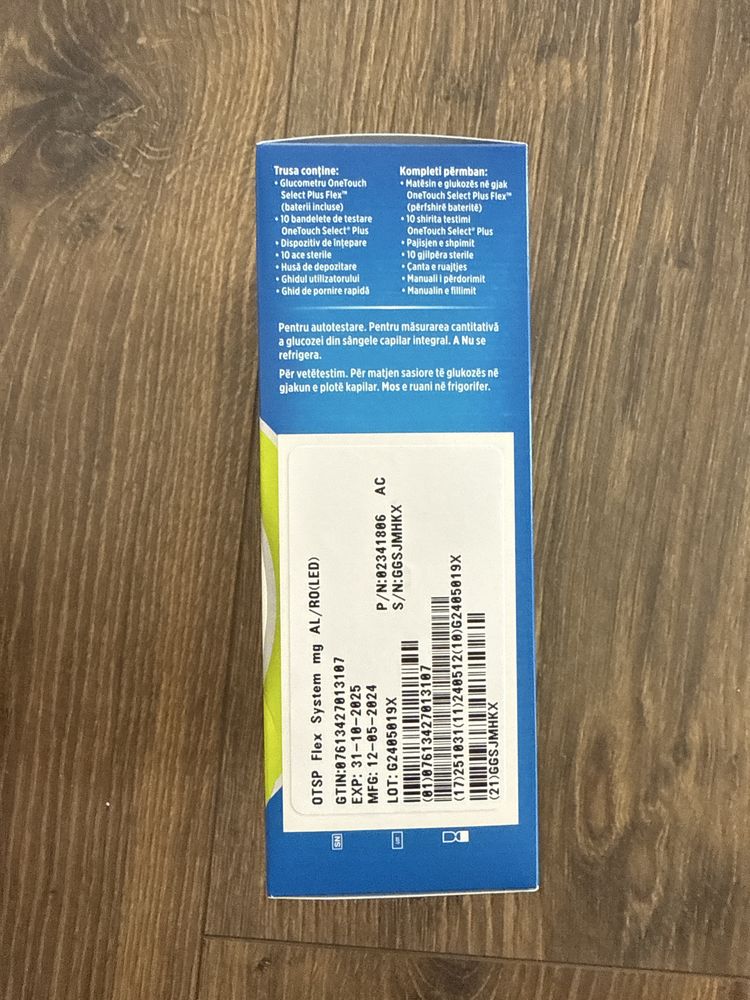 Trusa conține:
• Glucometru OneTouch
Select Plus Flex™
(baterii incluse)
• 10 bandelete de testare
OneTouch Select® Plus
• Dispozitiv de înțepare
• 10 ace sterile
• Husă de depozitare
• Ghidul utilizatorului
• Ghid de pornire rapidă
Kompleti përmban:
• Matësin e glukozës në gjak
OneTouch Select Plus Flex™
(përfshirë bateritë)
• 10 shirita testimi
OneTouch Select® Plus
• Pajisjen e shpimit
• 10 gjilpëra sterile
• Çanta e ruajtjes
• Manuali i përdorimit
• Manualin e fillimit
Pentru autotestare. Pentru măsurarea cantitativă
a glucozei din sângele capilar integral. A Nu se
refrigera.
Për vetëtestim. Për matjen sasiore të glukozës në
gjakun e plotë kapilar. Mos e ruani në frigorifer.
OTSP Flex System mg AL/RO(LED)
GTIN:07613427013107
EXP: 31-10-2025
MFG: 12-05-2024
P/N:02341806 AC
LOT: G2405019X
S/N:GGSJMHKX
(01)07613427013107
(17)251031(11)240512(10)G2405019X
(21)GGSJMHKX
SN
LOT